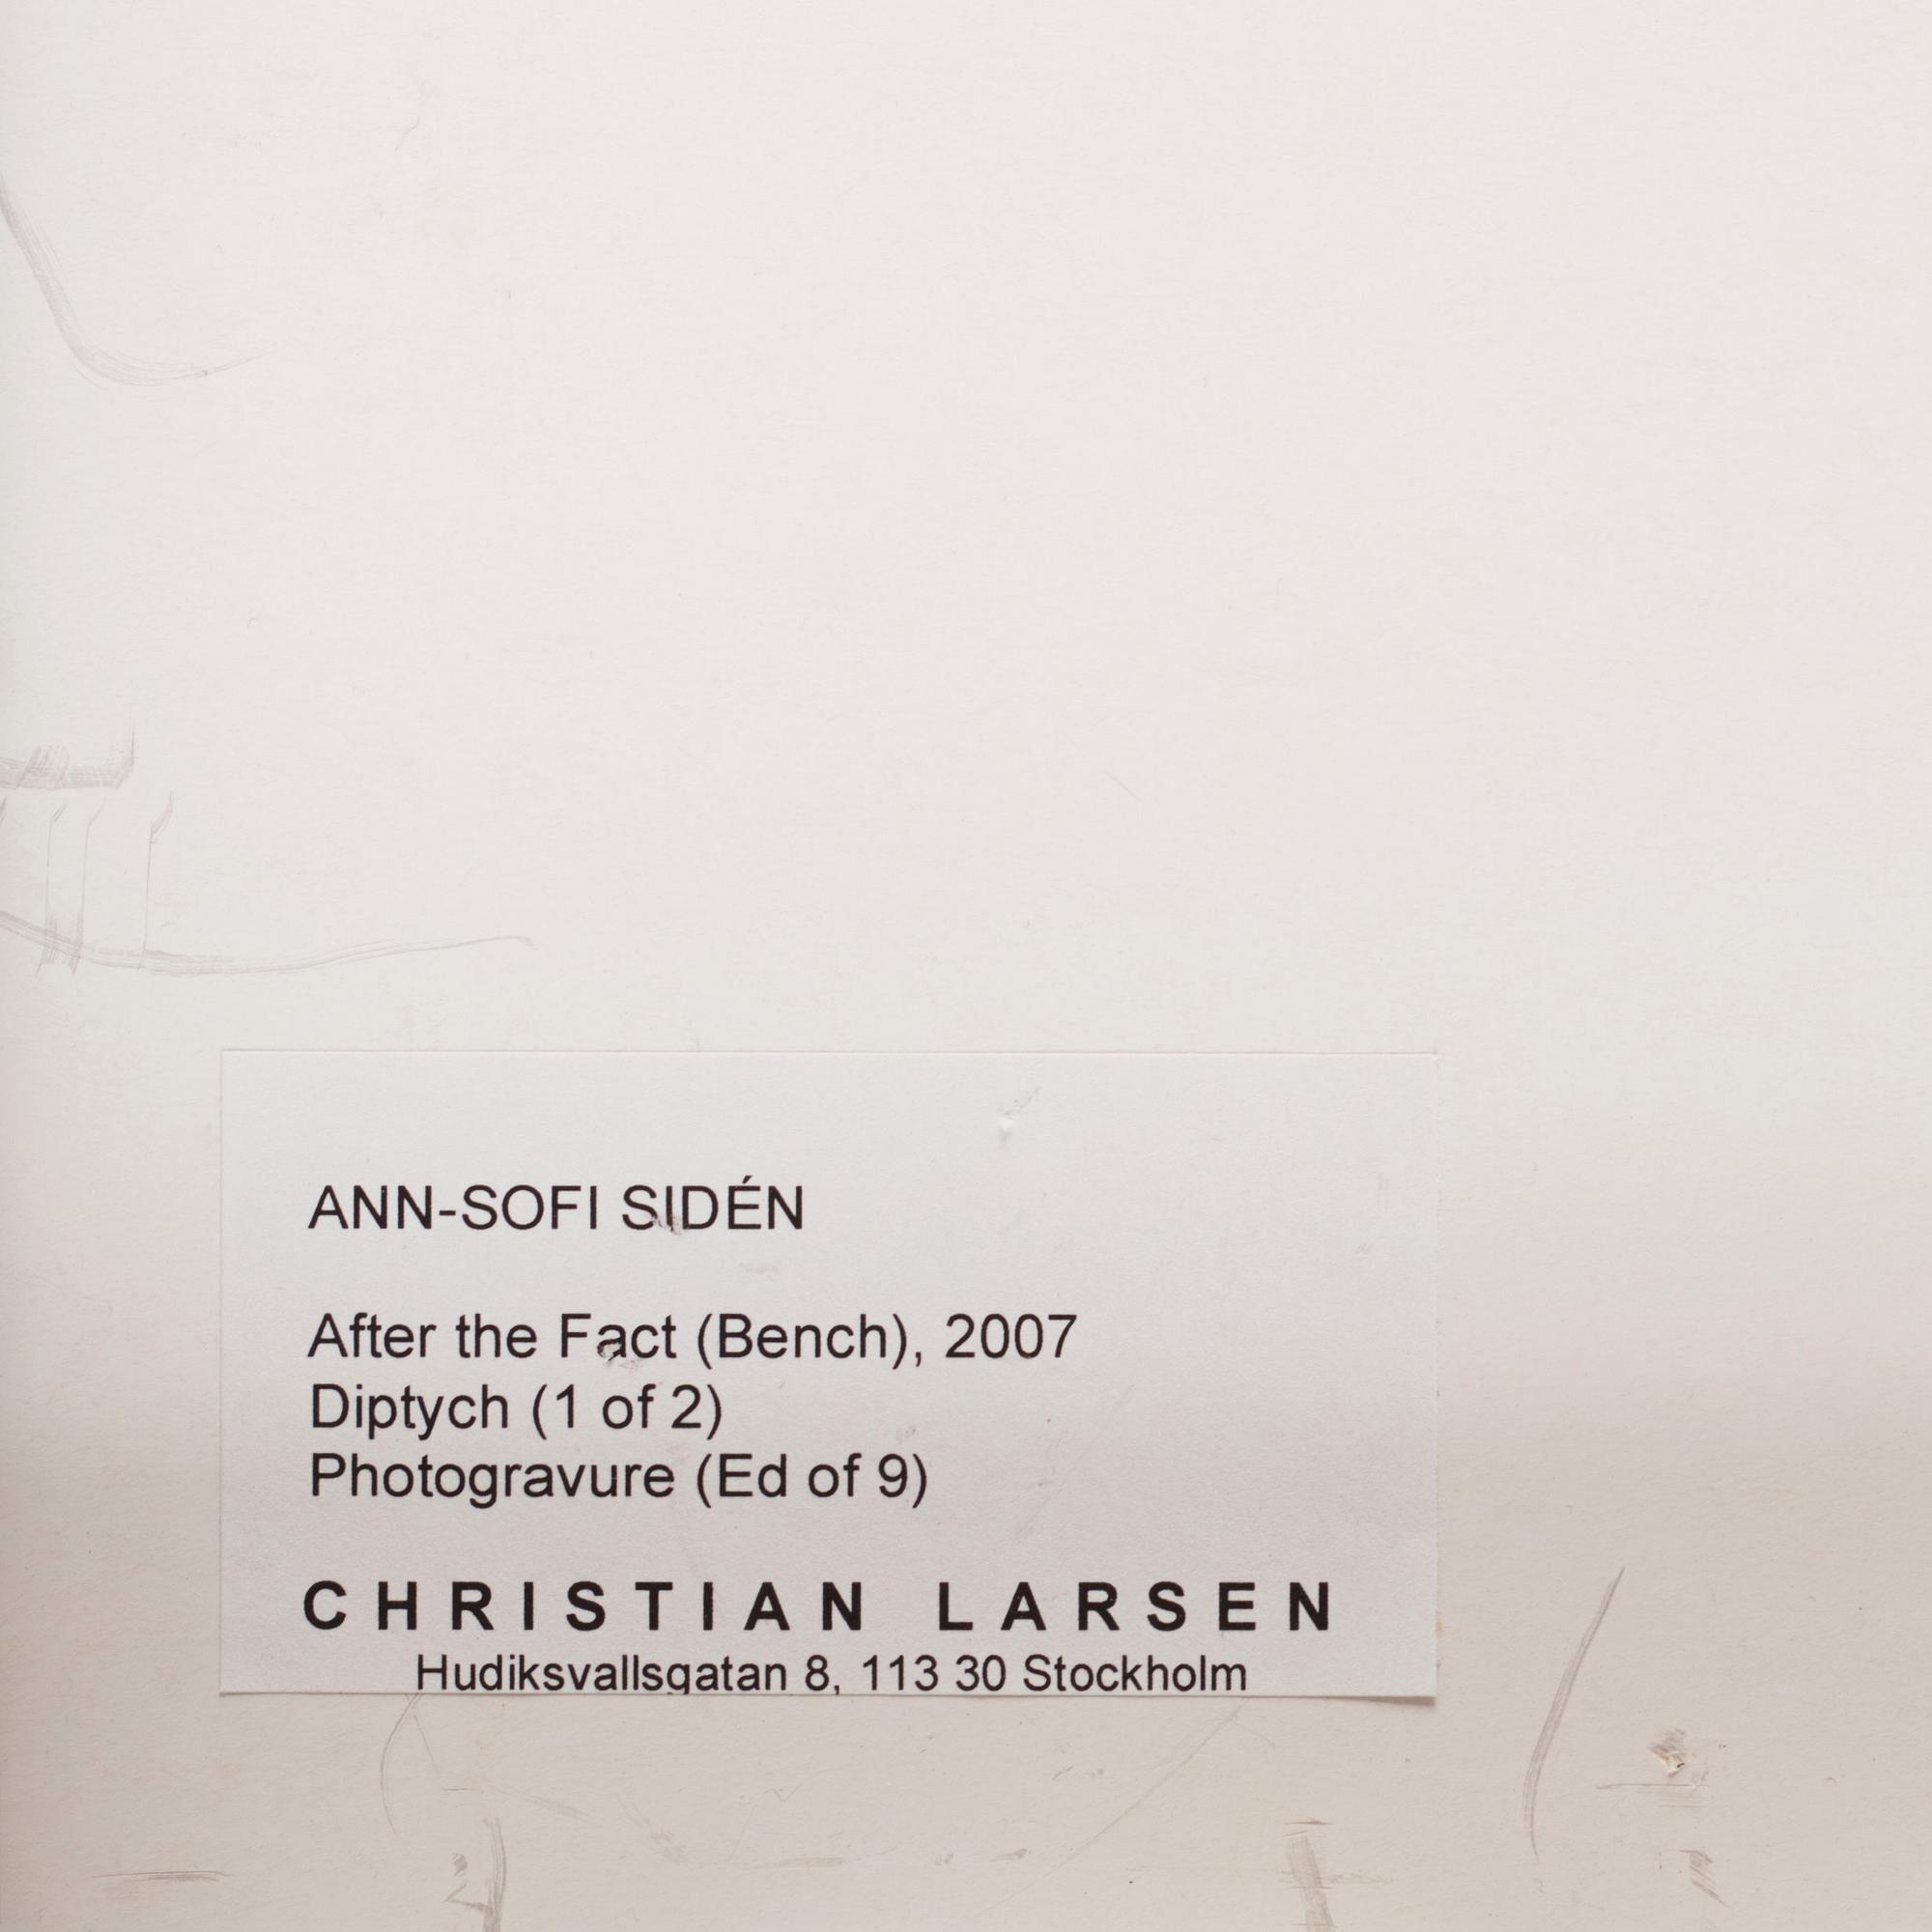 ANN-SOFI SIDÉN
After the Fact (Bench), 2007
Diptych (1 of 2)
Photogravure (Ed of 9)
CHRISTIAN LARSEN
Hudiksvallsgatan 8, 113 30 Stockholm